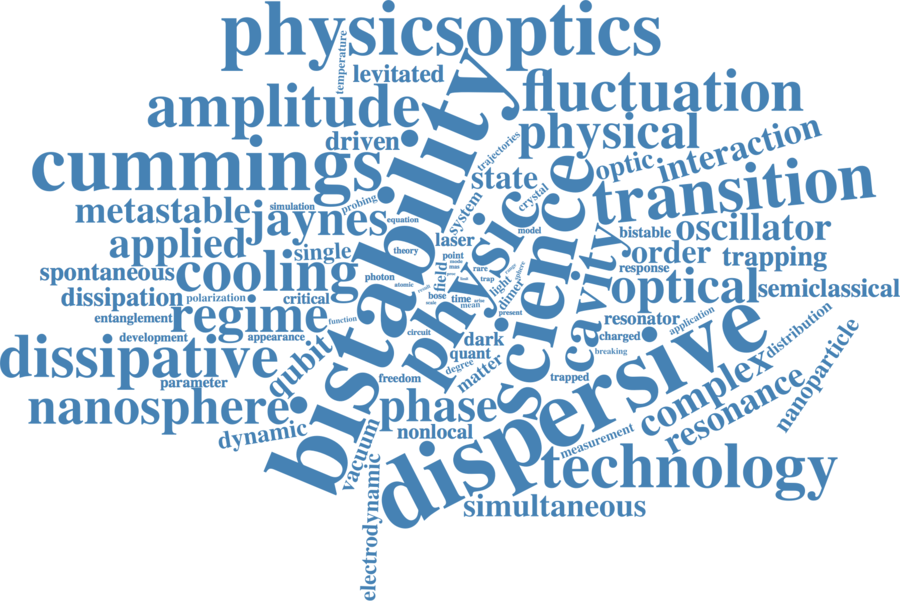 physicsoptics
temperature
levitated
amplitude
fluctuation
driven
physical
trajectories
cummings
bistability
optic
interaction
state
transition
crystal
probing
simulation
metastable
jaynes
equation
system
physic
science
cavity
model
bistable
oscillator
applied
single
theory
laser
point
order
trapping
spontaneous
cooling
photon
field
rare
trap
light
response
optical
semiclassical
dissipation
polarization
critical
atomic
bose
time
mean
dimer
sphere
entanglement
regime
function
circuit
present
resonator
application
distribution
development
appearance
dark
charged
dissipative
qubit
quant
breaking
dispersive
nanoparticle
parameter
freedom
degree
matter
trapped
complex
nanosphere
phase
resonance
dynamic
vacuum
nonlocal
measurement
technology
electrodynamic
simultaneous